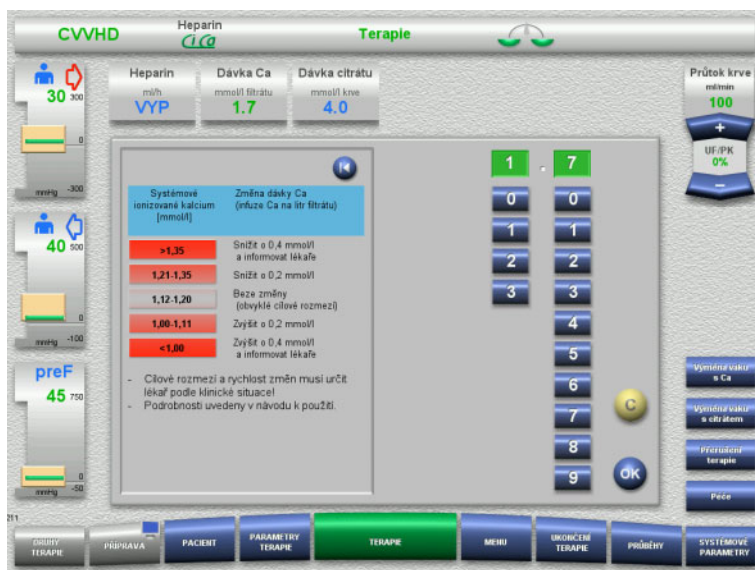 CVVHD
Heparin
CiCa
Terapie
30
300
0
mmHg
-300
Heparin
ml/h
VYP
Dávka Ca
mmol/l filtrátu
1.7
Dávka citrátu
mmol/l krve
4.0
Průtok krve
ml/min
100
+
UF/PK
0%
−
40
500
0
mmHg
-100
preF
45
750
0
mmHg
-50
Systémové
ionizované kalcium
[mmol/l]
Změna dávky Ca
(infuze Ca na litr filtrátu)
>1,35
Snížit o 0,4 mmol/l
a informovat lékaře
1,21-1,35
Snížit o 0,2 mmol/l
1,12-1,20
Beze změny
(obvyklé cílové rozmezí)
1,00-1,11
Zvýšit o 0,2 mmol/l
<1,00
Zvýšit o 0,4 mmol/l
a informovat lékaře
- Cílové rozmezí a rychlost změn musí určit
lékař podle klinické situace!
- Podrobnosti uvedeny v návodu k použití.
1 . 7
0 0
1 1
2 2
3 3
4
5
6
7
8
9
C
OK
Výměna vaku
s Ca
Výměna vaku
s citrátem
Přerušení
terapie
Péče
211
DRUHY
TERAPIE
PŘÍPRAVA
PACIENT
PARAMETRY
TERAPIE
TERAPIE
MENU
UKONČENÍ
TERAPIE
PRŮBĚHY
SYSTÉMOVÉ
PARAMETRY